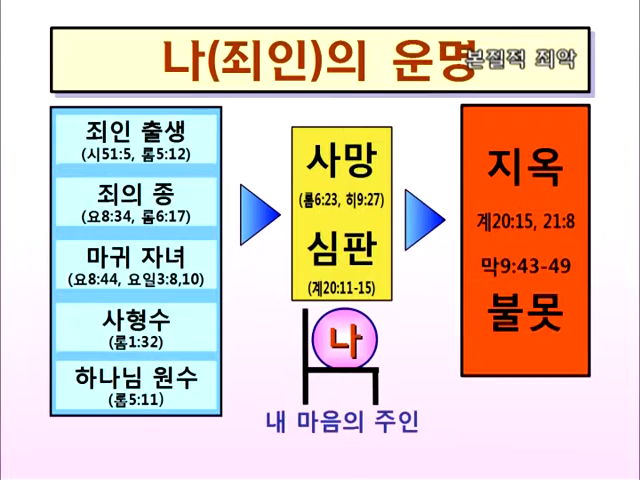 나(죄인)의 운명
본질적 죄악
죄인 출생
(시51:5, 롬5:12)
죄의 종
(요8:34, 롬6:17)
마귀 자녀
(요8:44, 요일3:8,10)
사형수
(롬1:32)
하나님 원수
(롬5:11)
사망
(롬6:23, 히9:27)
심판
(계20:11-15)
나
내 마음의 주인
지옥
계20:15, 21:8
막9:43-49
불못